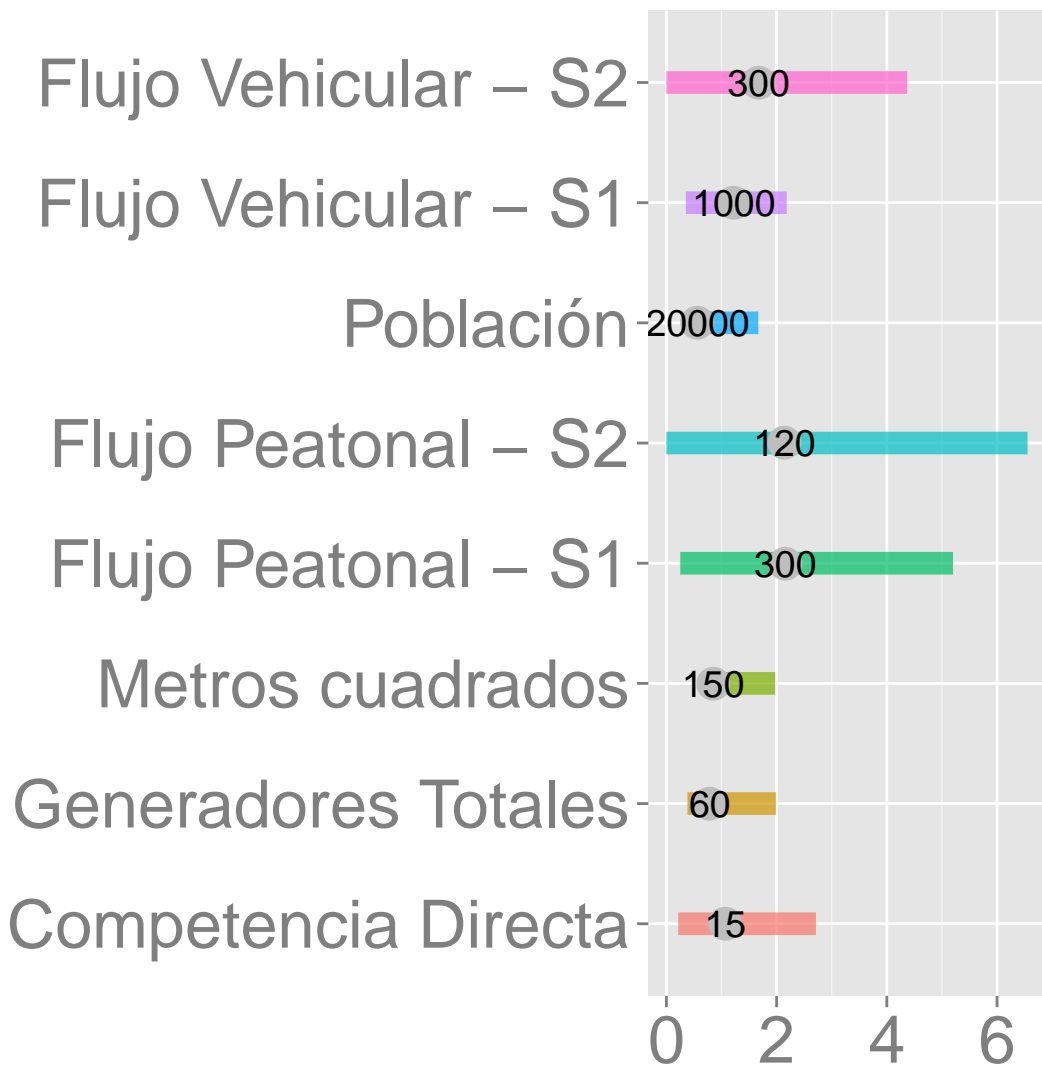 Flujo Vehicular – S2 300
Flujo Vehicular – S1 1000
Población 20000
Flujo Peatonal – S2 120
Flujo Peatonal – S1 300
Metros cuadrados 150
Generadores Totales 60
Competencia Directa 15
0 2 4 6